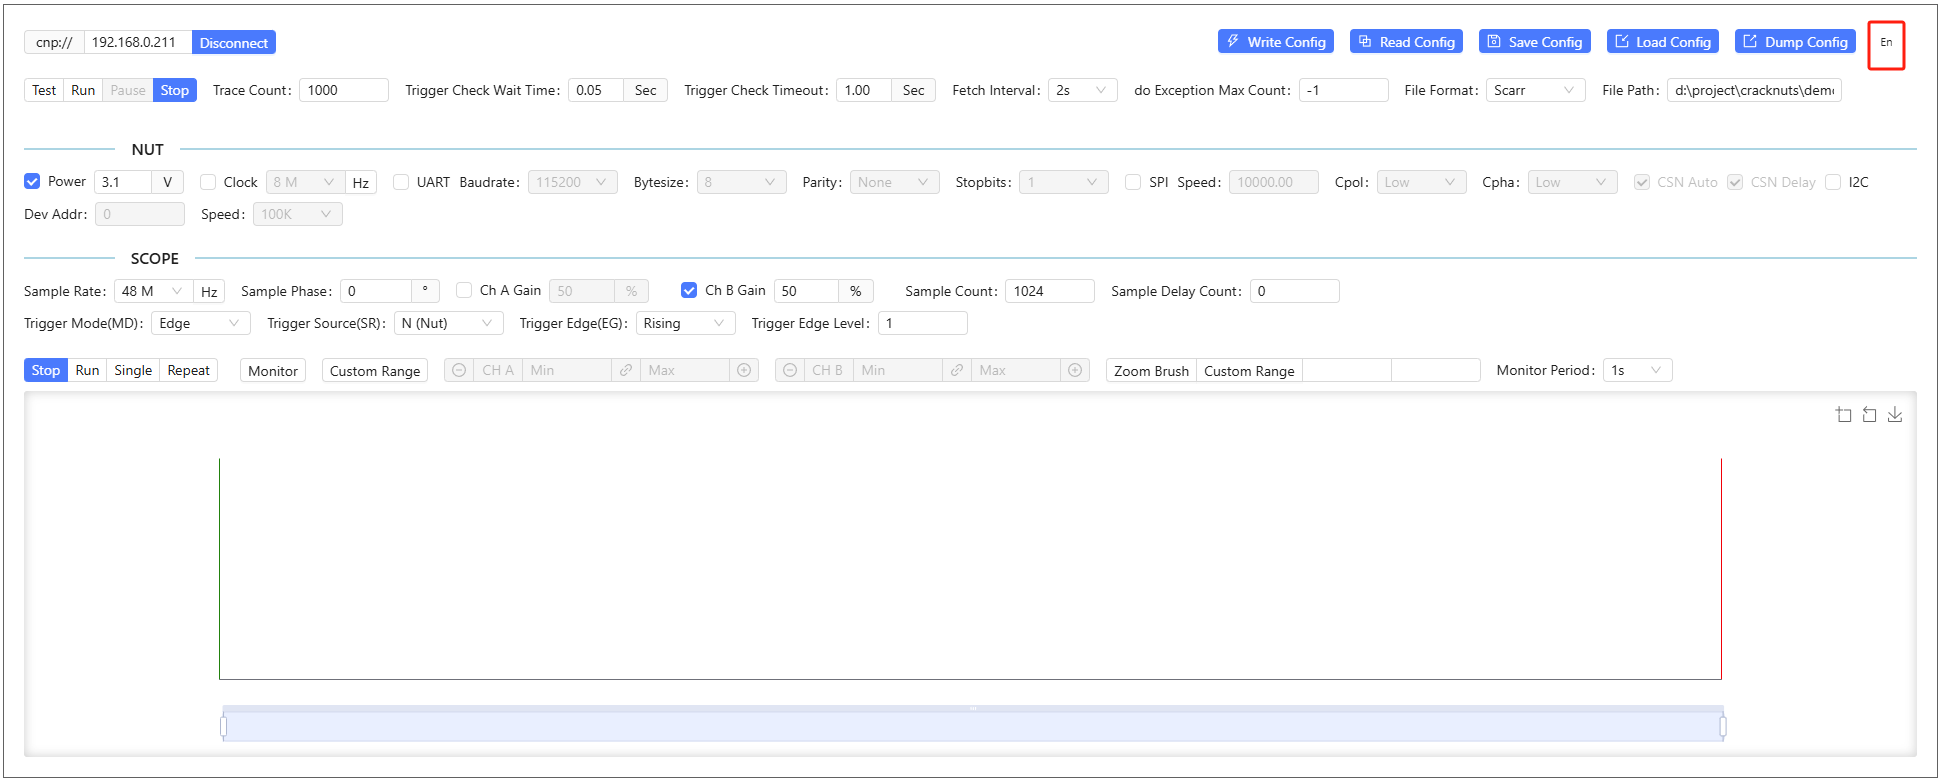 cnp:// 192.168.0.211 Disconnect Write Config Read Config Save Config Load Config Dump Config En
Test Run Pause Stop Trace Count: 1000 Trigger Check Wait Time: 0.05 Sec Trigger Check Timeout: 1.00 Sec Fetch Interval: 2s do Exception Max Count: -1 File Format: Scarr File Path: d:\project\cracknuts\demo
NUT
Power 3.1 V Clock 8 M Hz UART Baudrate: 115200 Bytesize: 8 Parity: None Stopbits: 1 SPI Speed: 10000.00 Cpol: Low Cpha: Low CSN Auto CSN Delay I2C
Dev Addr: 0 Speed: 100K
SCOPE
Sample Rate: 48 M Hz Sample Phase: 0 ° Ch A Gain 50 % Ch B Gain 50 % Sample Count: 1024 Sample Delay Count: 0
Trigger Mode(MD): Edge Trigger Source(SR): N (Nut) Trigger Edge(EG): Rising Trigger Edge Level: 1
Stop Run Single Repeat Monitor Custom Range CH A Min Max CH B Min Max Zoom Brush Custom Range Monitor Period: 1s